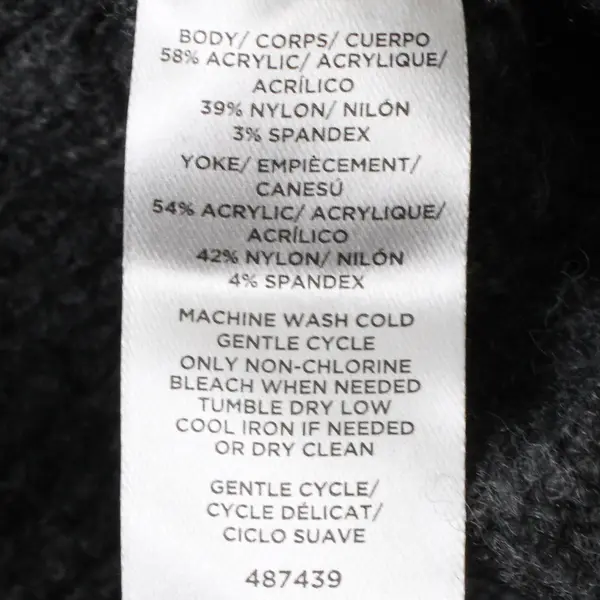 BODY/ CORPS/ CUERPO
58% ACRYLIC/ ACRYLIQUE/
ACRÍLICO
39% NYLON/ NILÓN
3% SPANDEX
YOKE/ EMPIÈCEMENT/
CANESÚ
54% ACRYLIC/ ACRYLIQUE/
ACRÍLICO
42% NYLON/ NILÓN
4% SPANDEX
MACHINE WASH COLD
GENTLE CYCLE
ONLY NON-CHLORINE
BLEACH WHEN NEEDED
TUMBLE DRY LOW
COOL IRON IF NEEDED
OR DRY CLEAN
GENTLE CYCLE/
CYCLE DÉLICAT/
CICLO SUAVE
487439